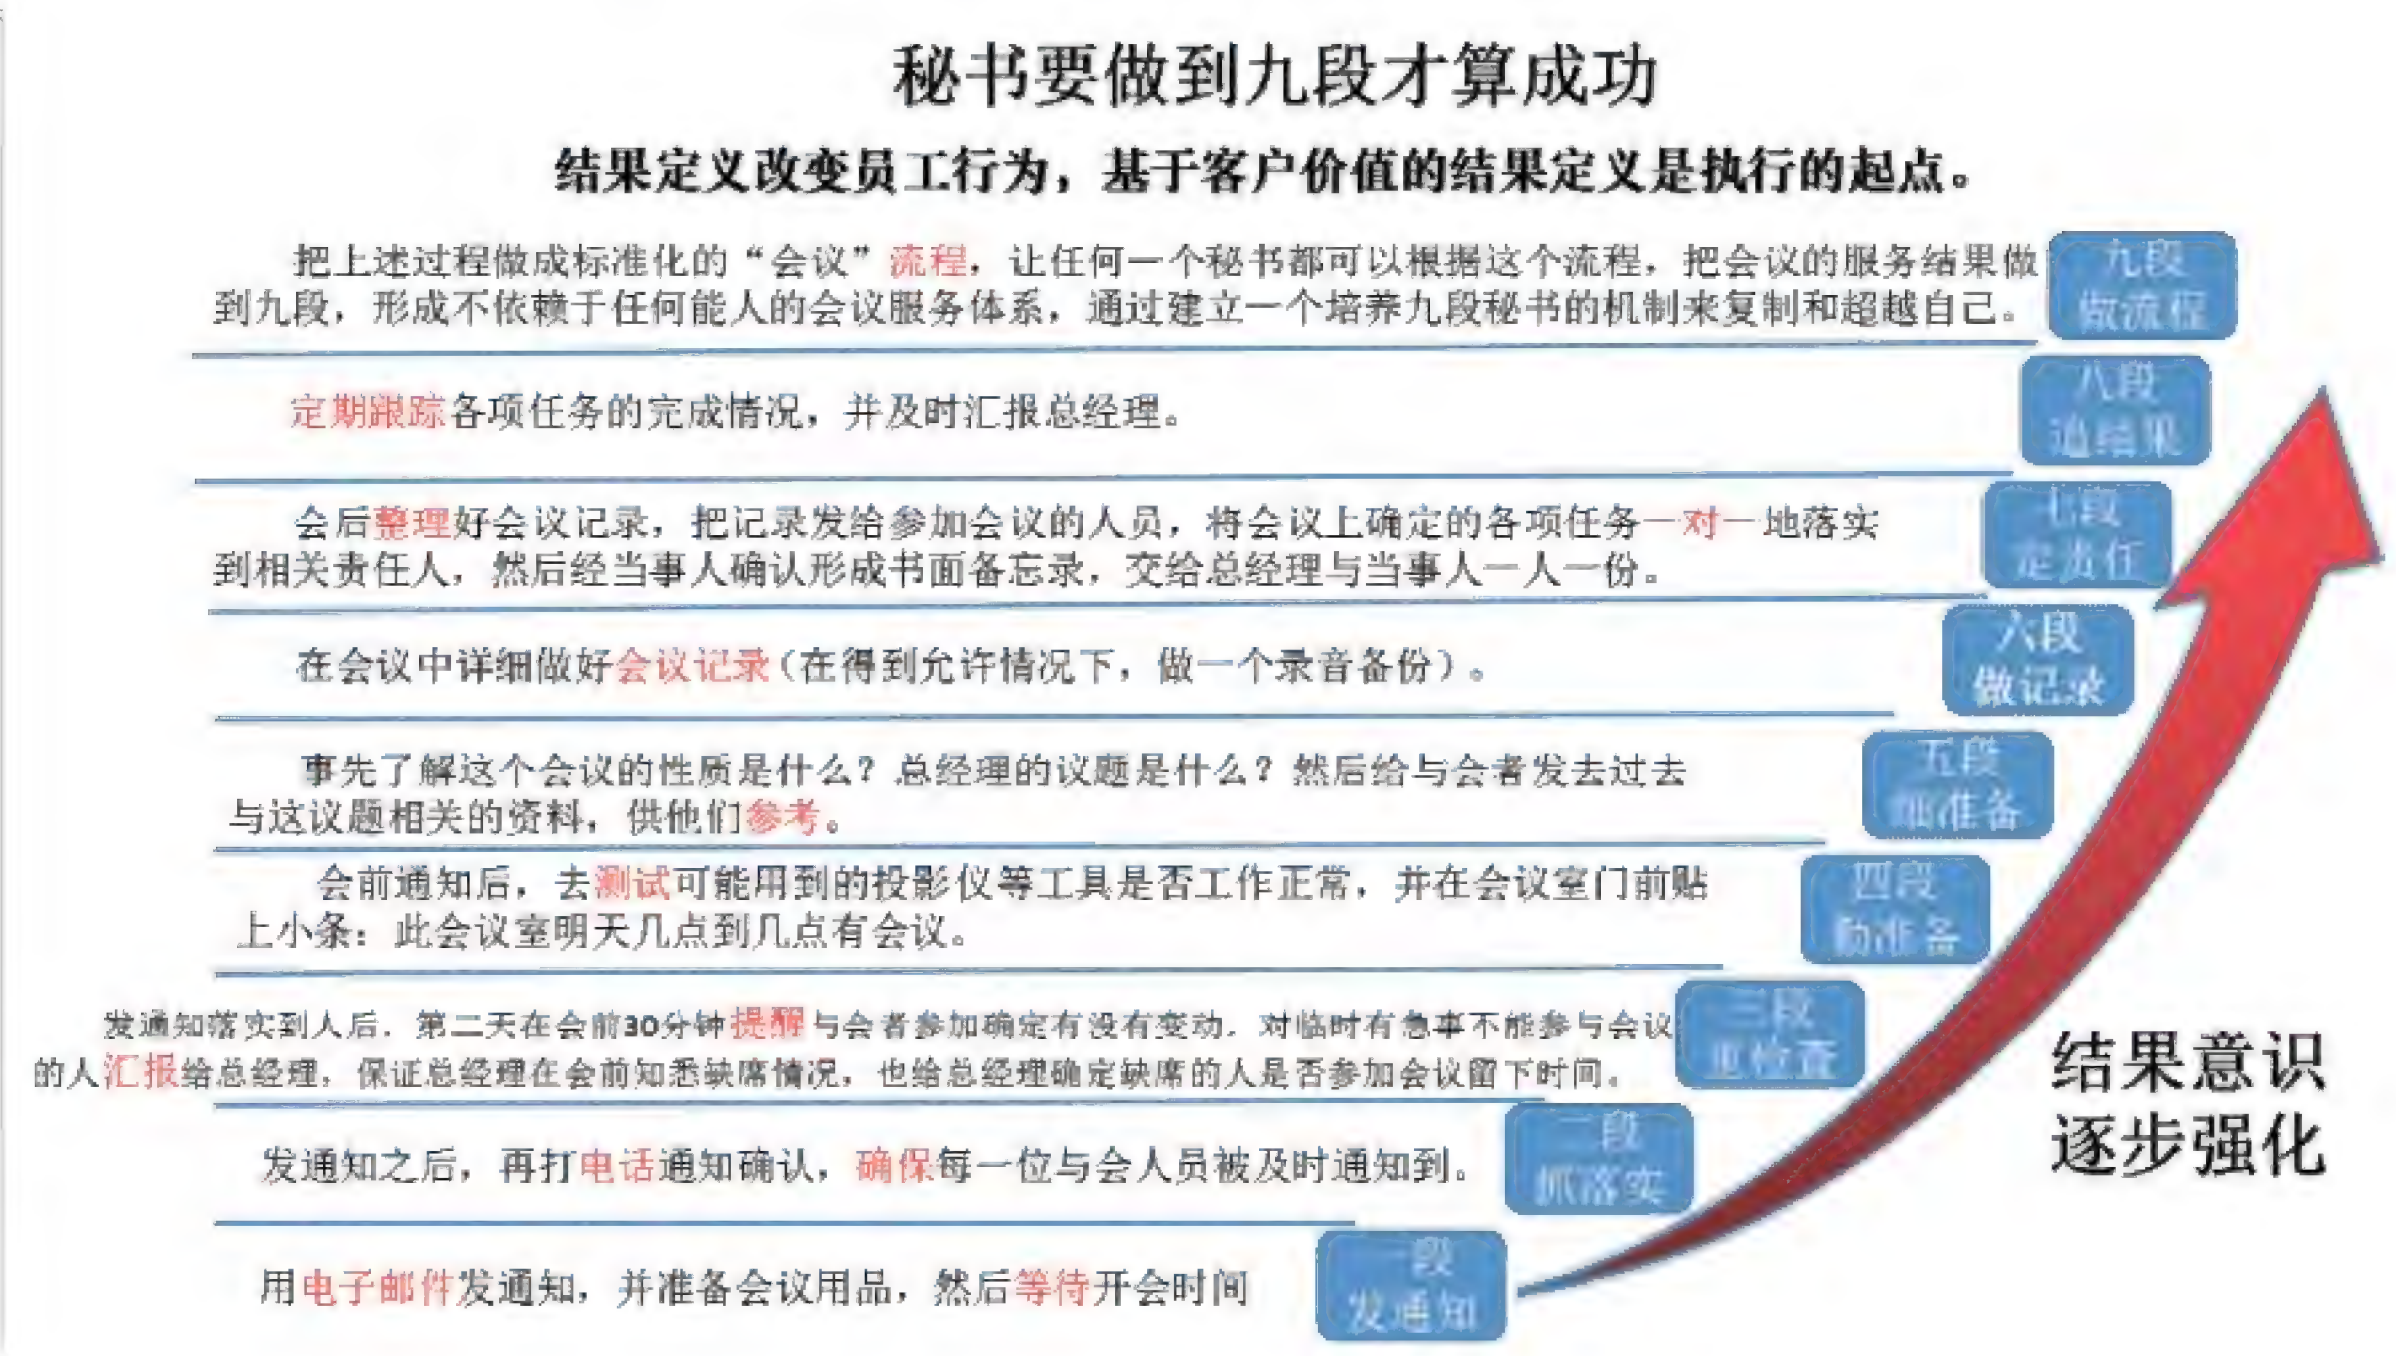 秘书要做到九段才算成功
结果定义改变员工行为，基于客户价值的结果定义是执行的起点。
把上述过程做成标准化的“会议”流程，让任何一个秘书都可以根据这个流程，把会议的服务结果做
到九段，形成不依赖于任何能人的会议服务体系，通过建立一个培养九段秘书的机制来复制和超越自己。
九段
做流程
定期跟踪各项任务的完成情况，并及时汇报总经理。
八段
追结果
会后整理好会议记录，把记录发给参加会议的人员，将会议上确定的各项任务一对一地落实
到相关责任人，然后经当事人确认形成书面备忘录，交给总经理与当事人一人一份。
七段
定责任
在会议中详细做好会议记录（在得到允许情况下，做一个录音备份）。
六段
做记录
事先了解这个会议的性质是什么？总经理的议题是什么？然后给与会者发去过去
与这议题相关的资料，供他们参考。
五段
细准备
会前通知后，去测试可能用到的投影仪等工具是否工作正常，并在会议室门前贴
上小条：此会议室明天几点到几点有会议。
四段
勤准备
发通知落实到人后，第二天在会前30分钟提醒与会者参加确定有没有变动，对临时有急事不能参与会议
的人汇报给总经理，保证总经理在会前知悉缺席情况，也给总经理确定缺席的人是否参加会议留下时间。
三段
重检查
发通知之后，再打电话通知确认，确保每一位与会人员被及时通知到。
二段
抓落实
用电子邮件发通知，并准备会议用品，然后等待开会时间
一段
发通知
结果意识
逐步强化